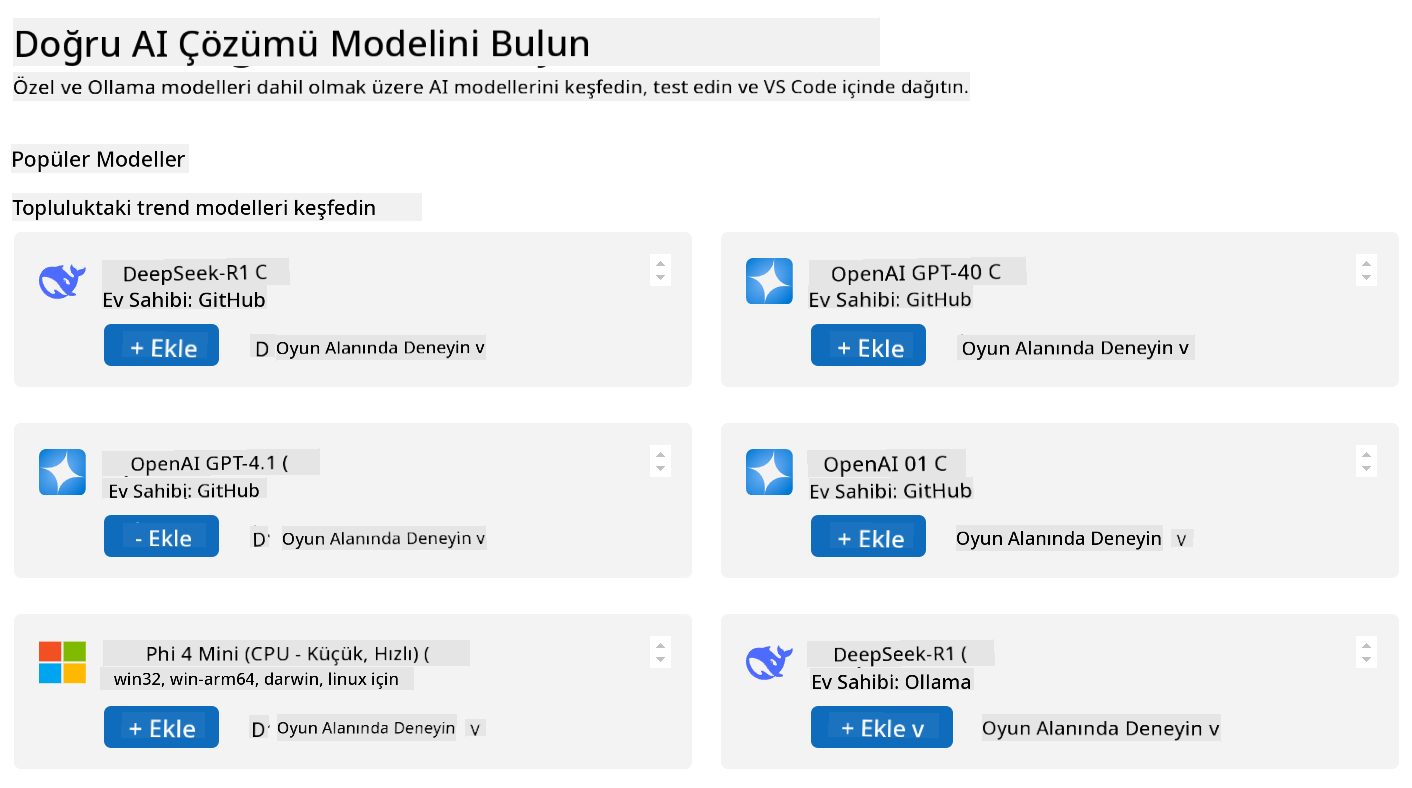 Doğru AI Çözümü Modelini Bulun
Özel ve Ollama modelleri dahil olmak üzere AI modellerini keşfedin, test edin ve VS Code içinde dağıtın.
Popüler Modeller
Topluluktaki trend modelleri keşfedin
DeepSeek-R1 C
Ev Sahibi: GitHub
+ Ekle
D Oyun Alanında Deneyin v
OpenAI GPT-40 C
Ev Sahibi: GitHub
+ Ekle
Oyun Alanında Deneyin v
OpenAI GPT-4.1 (
Ev Sahibi: GitHub
- Ekle
D Oyun Alanında Deneyin v
OpenAI 01 C
Ev Sahibi: GitHub
+ Ekle
Oyun Alanında Deneyin v
Phi 4 Mini (CPU - Küçük, Hızlı) (
win32, win-arm64, darwin, linux için
+ Ekle
D Oyun Alanında Deneyin v
DeepSeek-R1 (
Ev Sahibi: Ollama
+ Ekle v
Oyun Alanında Deneyin v